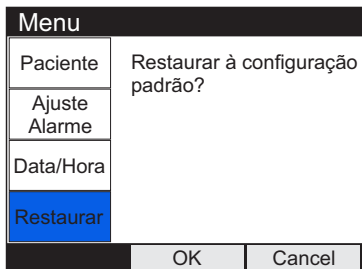 Menu
Paciente
Ajuste
Alarme
Data/Hora
Restaurar
Restaurar à configuração
padrão?
OK
Cancel